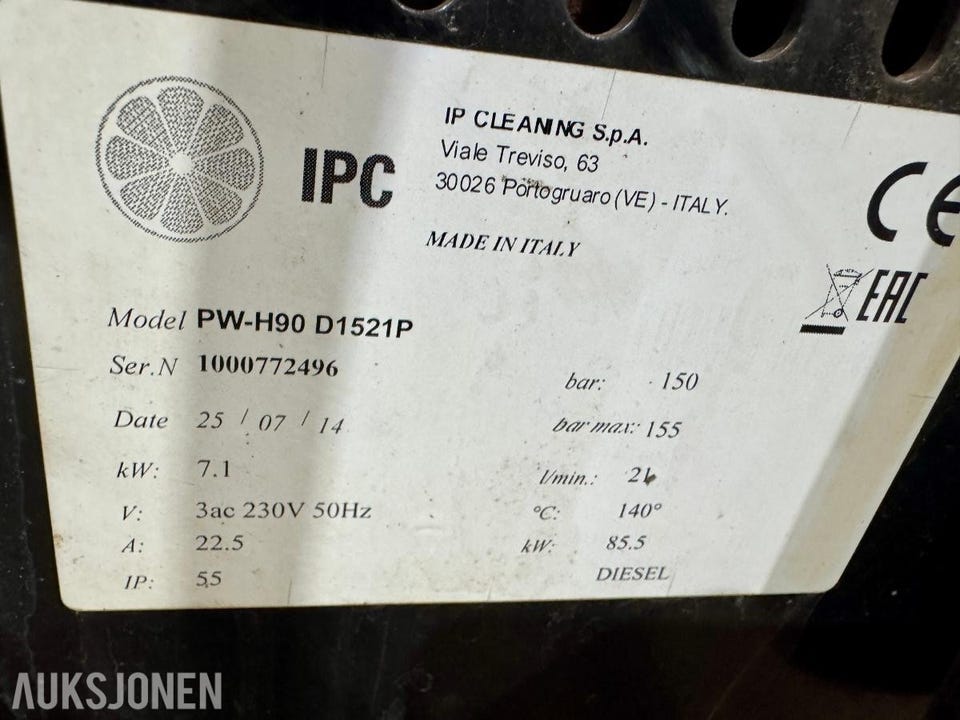 IPC
IP CLEANING S.p.A.
Viale Treviso, 63
30026 Portogruaro (VE) - ITALY.
MADE IN ITALY
CE
EAC
Model PW-H90 D1521P
Ser.N 1000772496
Date 25 / 07 / 14
kW: 7.1
V: 3ac 230V 50Hz
A: 22.5
IP: 55
bar: 150
bar max: 155
l/min.: 21
°C: 140°
kW: 85.5
DIESEL
AUKSJONEN